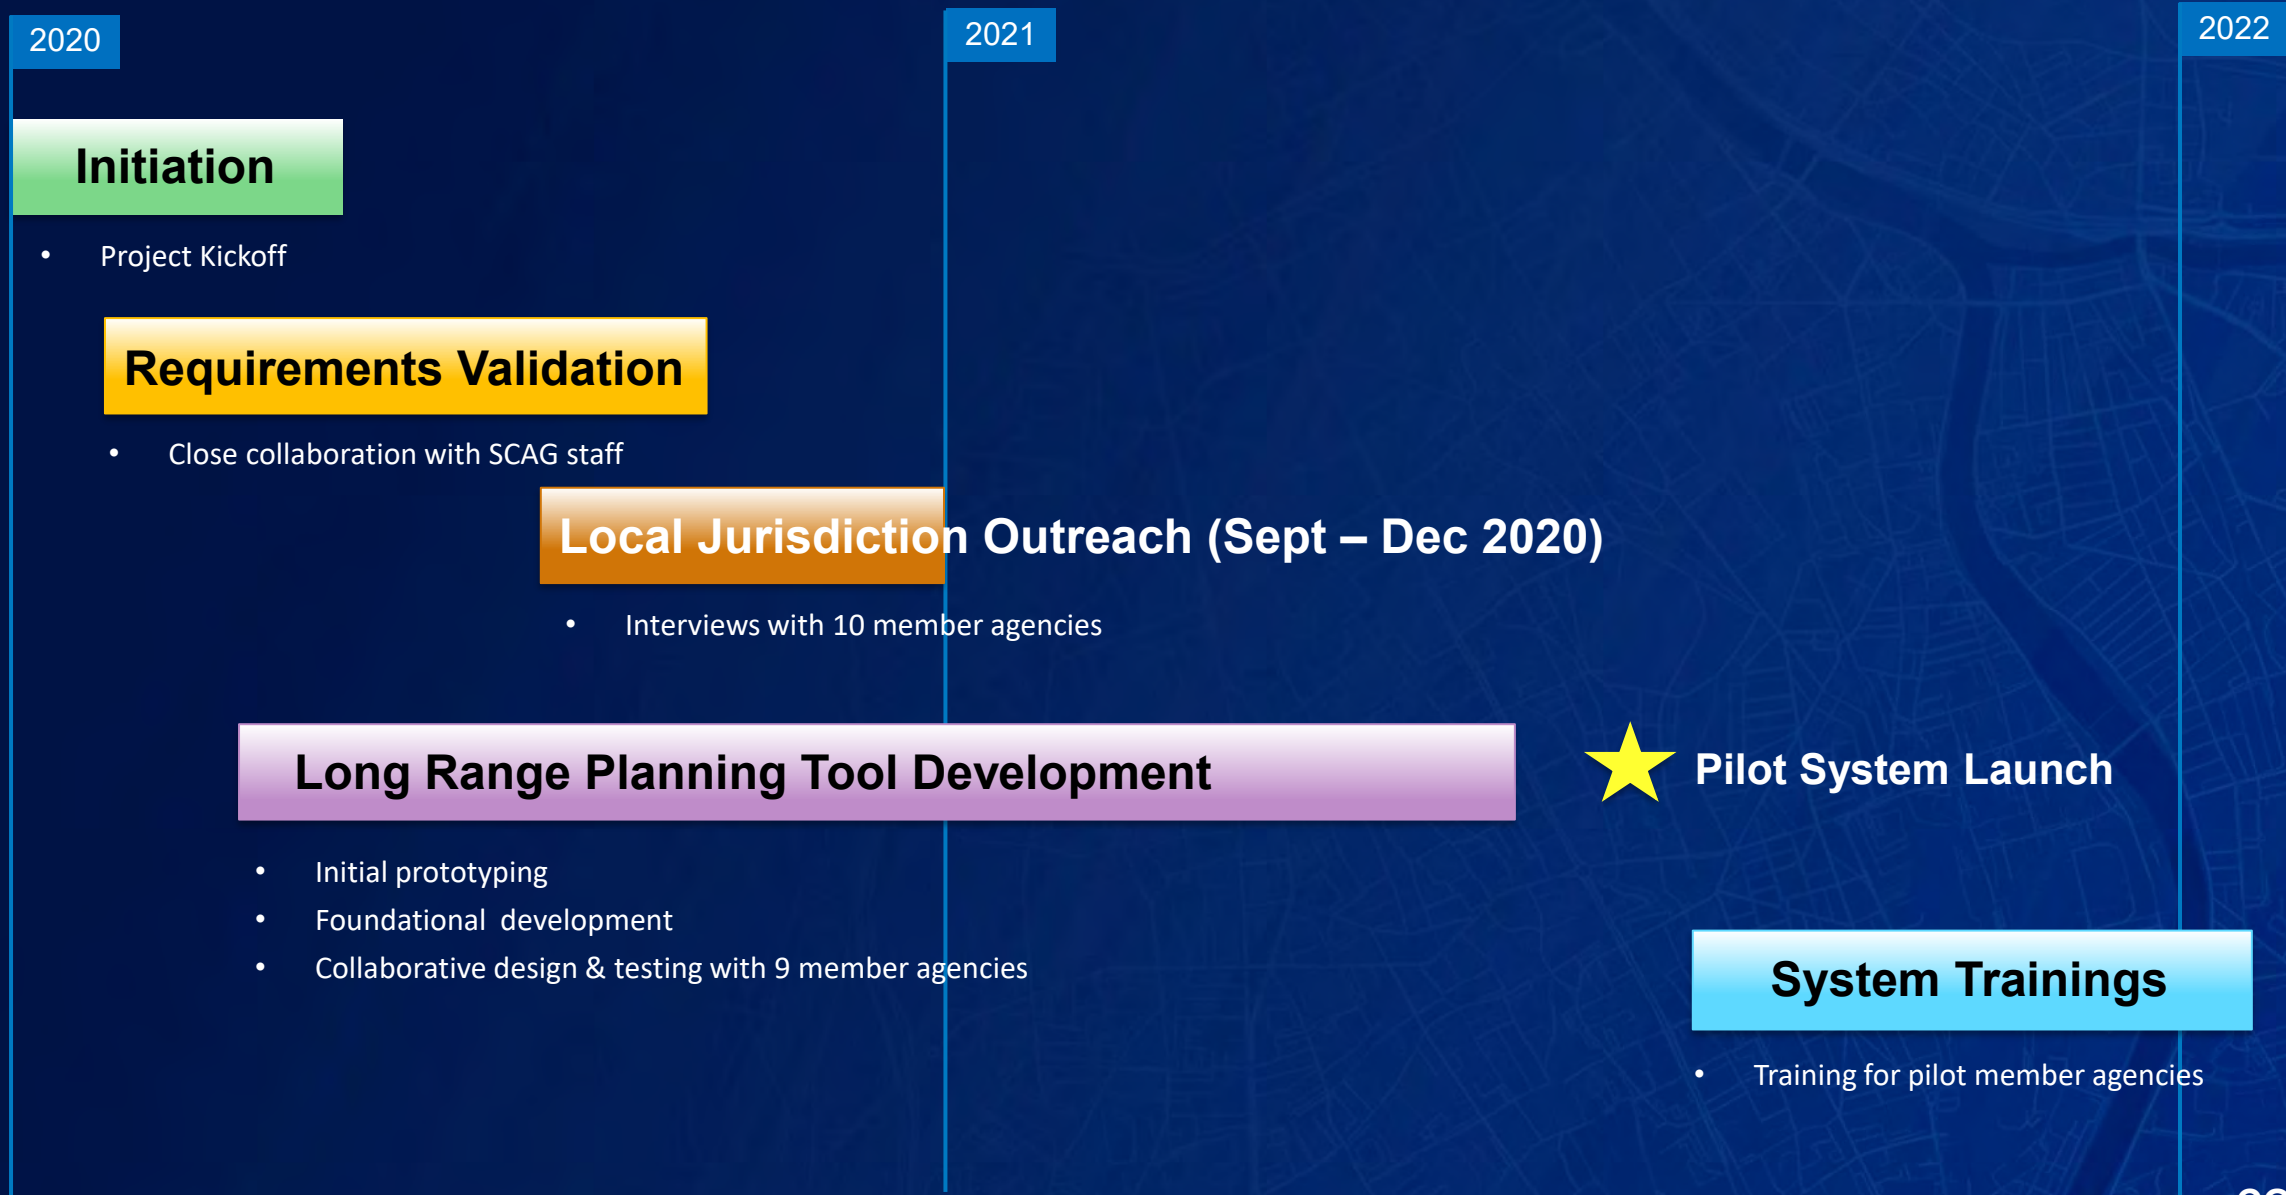 2020
2021
2022
Initiation
• Project Kickoff
Requirements Validation
• Close collaboration with SCAG staff
Local Jurisdiction Outreach (Sept – Dec 2020)
• Interviews with 10 member agencies
Long Range Planning Tool Development
Pilot System Launch
• Initial prototyping
• Foundational  development
• Collaborative design & testing with 9 member agencies
System Trainings
• Training for pilot member agencies